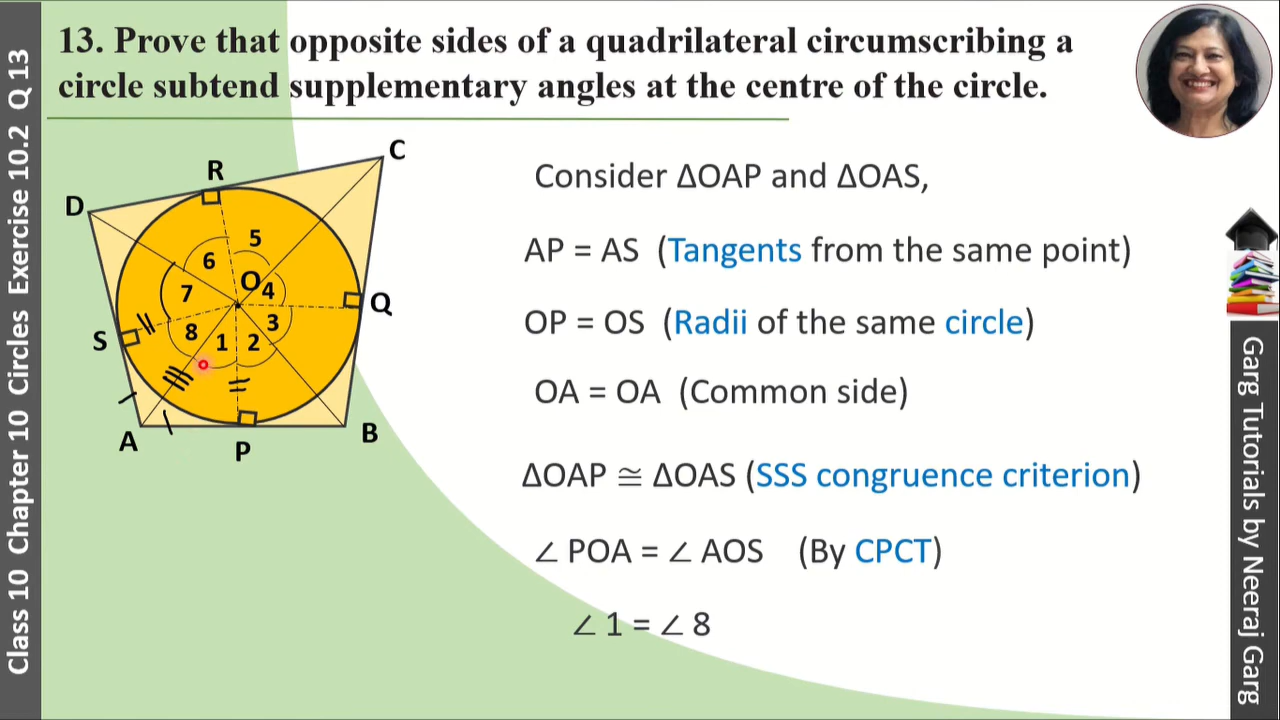 13. Prove that opposite sides of a quadrilateral circumscribing a
circle subtend supplementary angles at the centre of the circle.
Class 10 Chapter 10 Circles Exercise 10.2 Q 13
C
R
D
5
6
O
4
7
Q
3
S
8
1
2
A
P
B
Consider ΔOAP and ΔOAS,
AP = AS (Tangents from the same point)
OP = OS (Radii of the same circle)
OA = OA (Common side)
ΔOAP ≅ ΔOAS (SSS congruence criterion)
∠ POA = ∠ AOS (By CPCT)
∠ 1 = ∠ 8
Garg Tutorials by Neeraj Garg